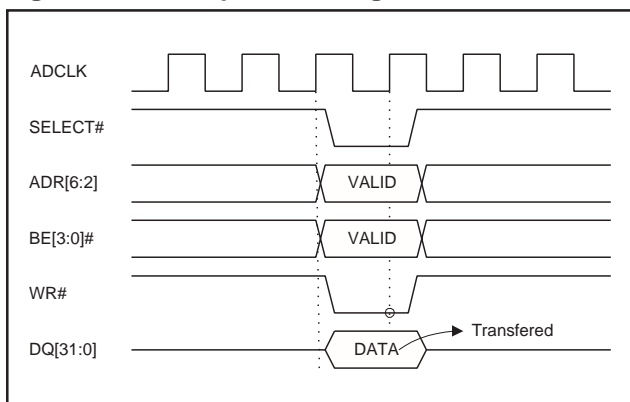 ADCLK
SELECT#
ADR[6:2]
VALID
BE[3:0]#
VALID
WR#
Transfered
DQ[31:0]
DATA